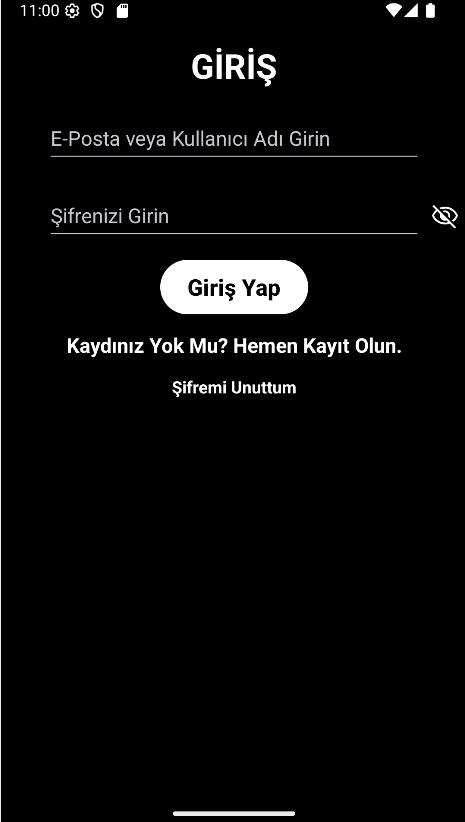 11:00
GİRİŞ
E-Posta veya Kullanıcı Adı Girin
Şifrenizi Girin
Giriş Yap
Kaydınız Yok Mu? Hemen Kayıt Olun.
Şifremi Unuttum